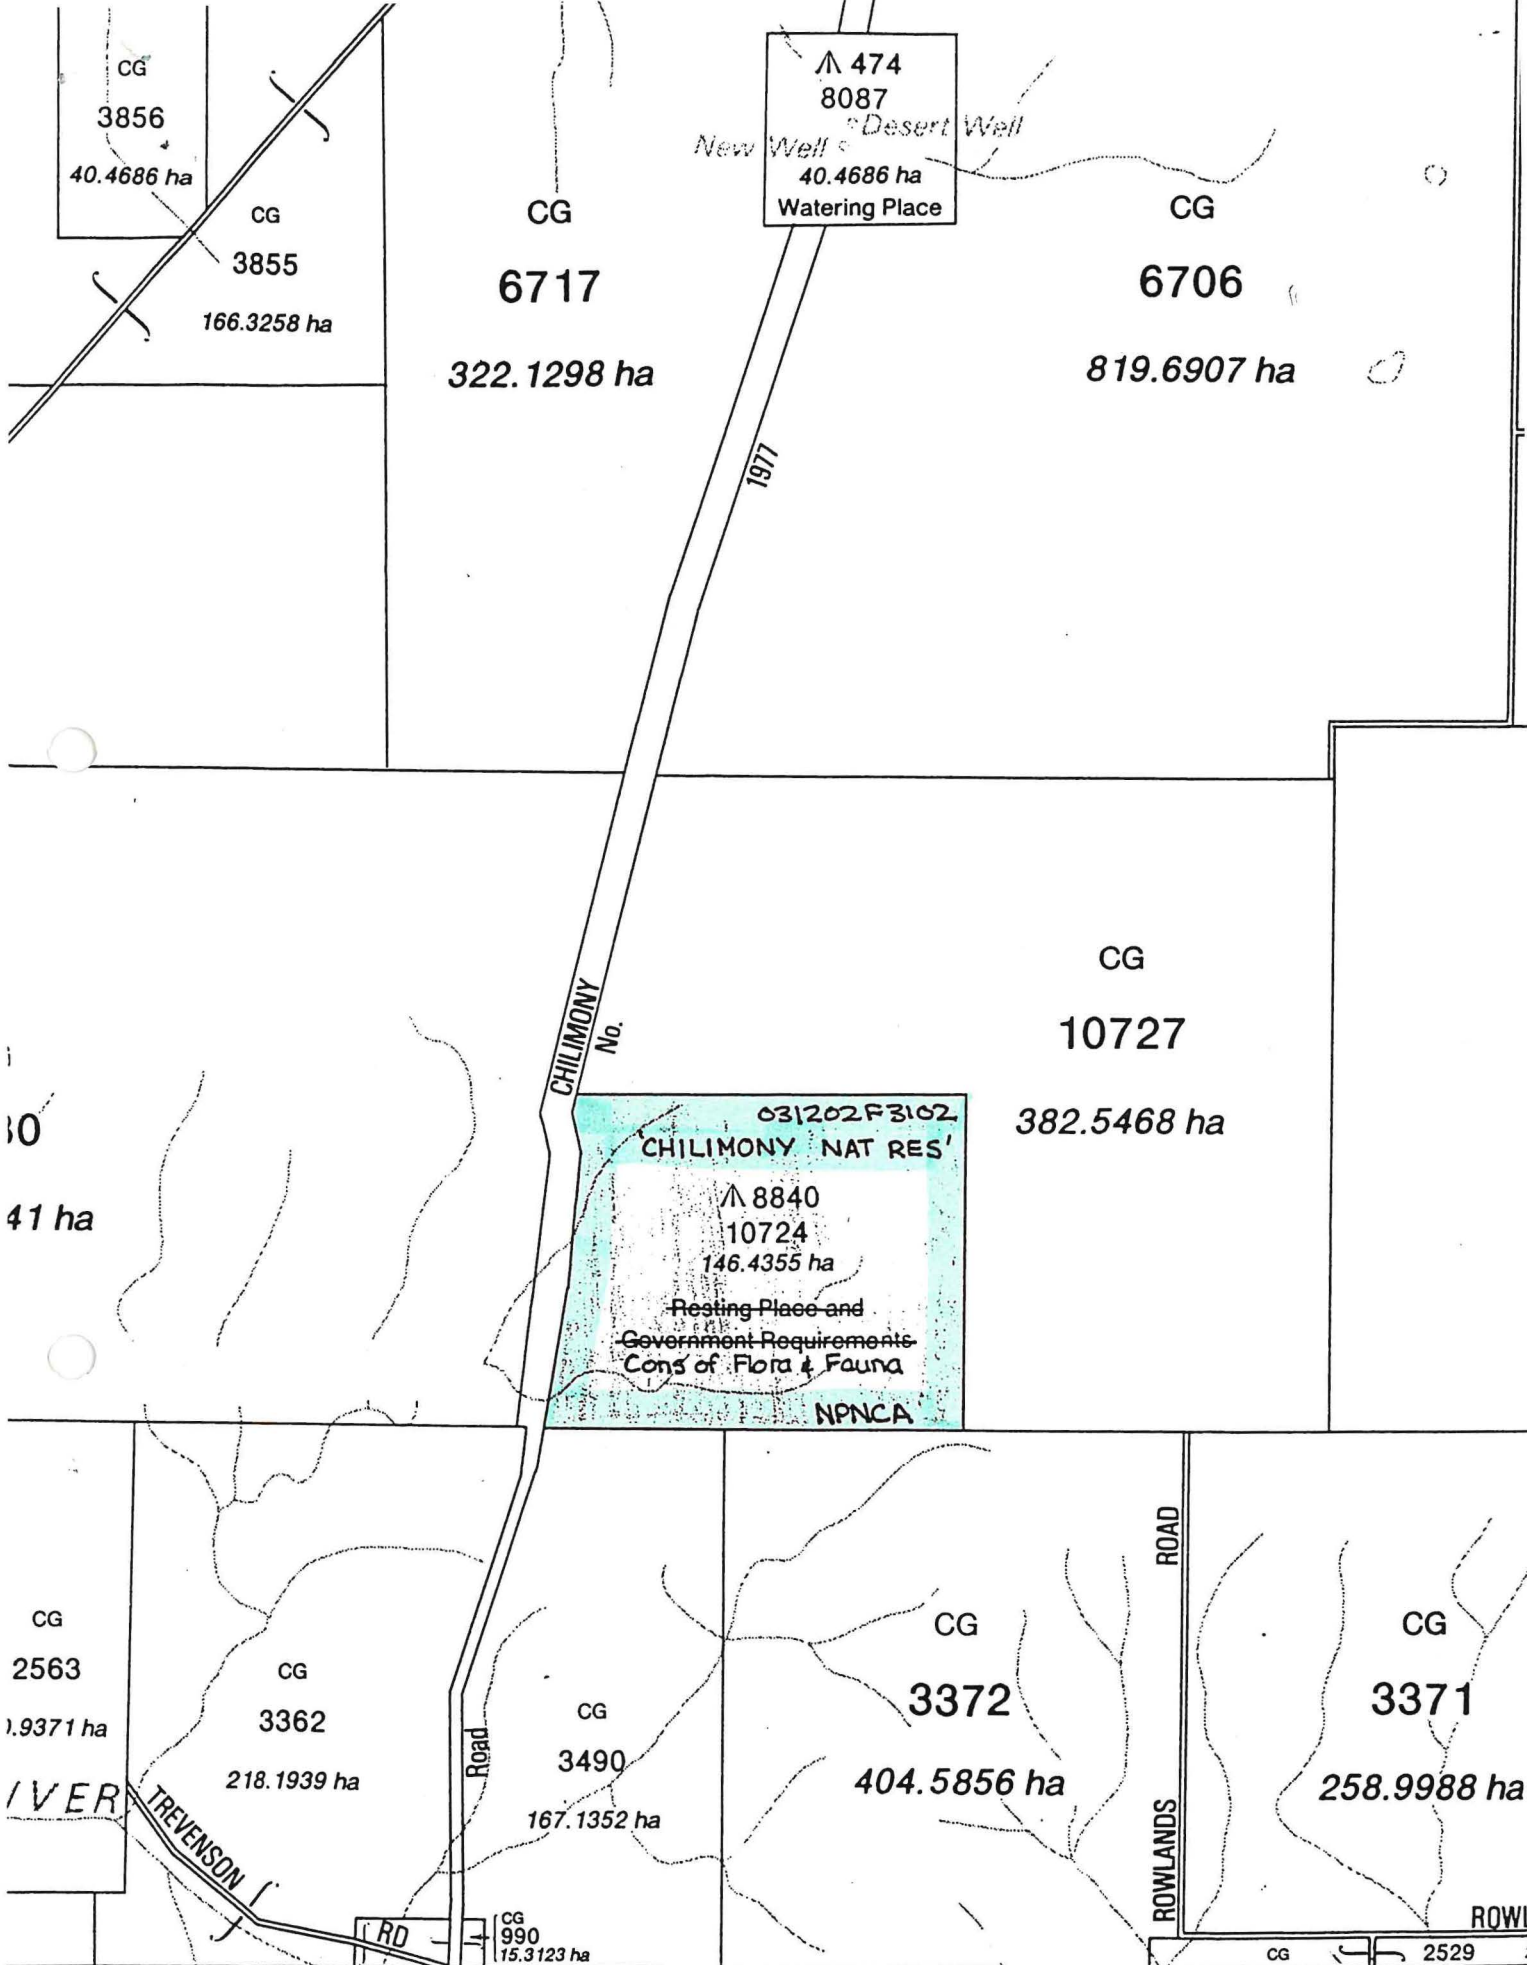 CG
3856
40.4686 ha
CG
3855
166.3258 ha
CG
6717
322.1298 ha
474
8087
Desert Well
New Well
40.4686 ha
Watering Place
CG
6706
819.6907 ha
1977
CHILIMONY
No.
CG
10727
382.5468 ha
41 ha
031202F3102
'CHILIMONY NAT RES'
8840
10724
146.4355 ha
Resting Place and
Government Requirements
Cons of Flora & Fauna
NPNCA
CG
2563
.9371 ha
IVER
TREVENSON
RD
CG
3362
218.1939 ha
Road
CG
3490
167.1352 ha
CG
990
15.3123 ha
CG
3372
404.5856 ha
ROAD
ROWLANDS
CG
3371
258.9988 ha
ROWL
CG
2529